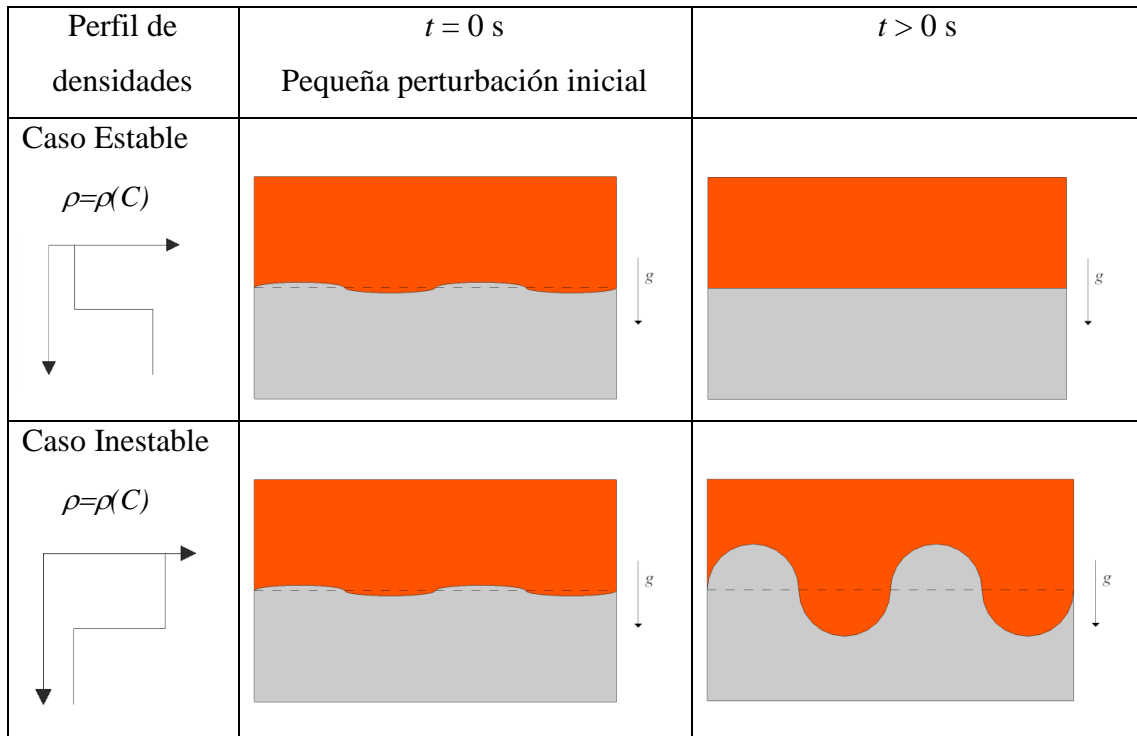 Perfil de
densidades
t = 0 s
Pequeña perturbación inicial
t > 0 s
Caso Estable
ρ=ρ(C)
g
g
Caso Inestable
ρ=ρ(C)
g
g